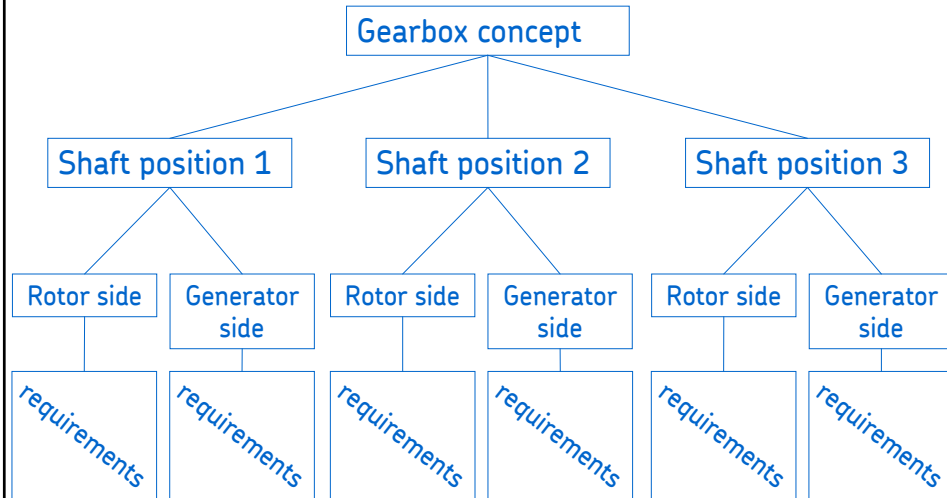 Gearbox concept
Shaft position 1
Shaft position 2
Shaft position 3
Rotor side
Generator
side
Rotor side
Generator
side
Rotor side
Generator
side
requirements
requirements
requirements
requirements
requirements
requirements